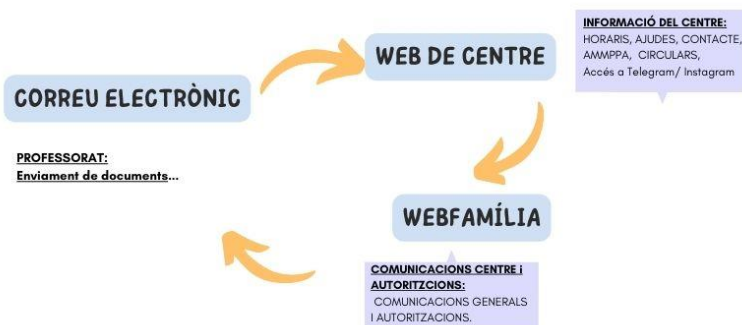 INFORMACIÓ DEL CENTRE:
HORARIS, AJUDES, CONTACTE,
AMMPPA, CIRCULARS,
Accés a Telegram/ Instagram
WEB DE CENTRE
CORREU ELECTRÒNIC
PROFESSORAT:
Enviament de documents...
WEBFAMÍLIA
COMUNICACIONS CENTRE i
AUTORITZCIONS:
COMUNICACIONS GENERALS
I AUTORITZACIONS.